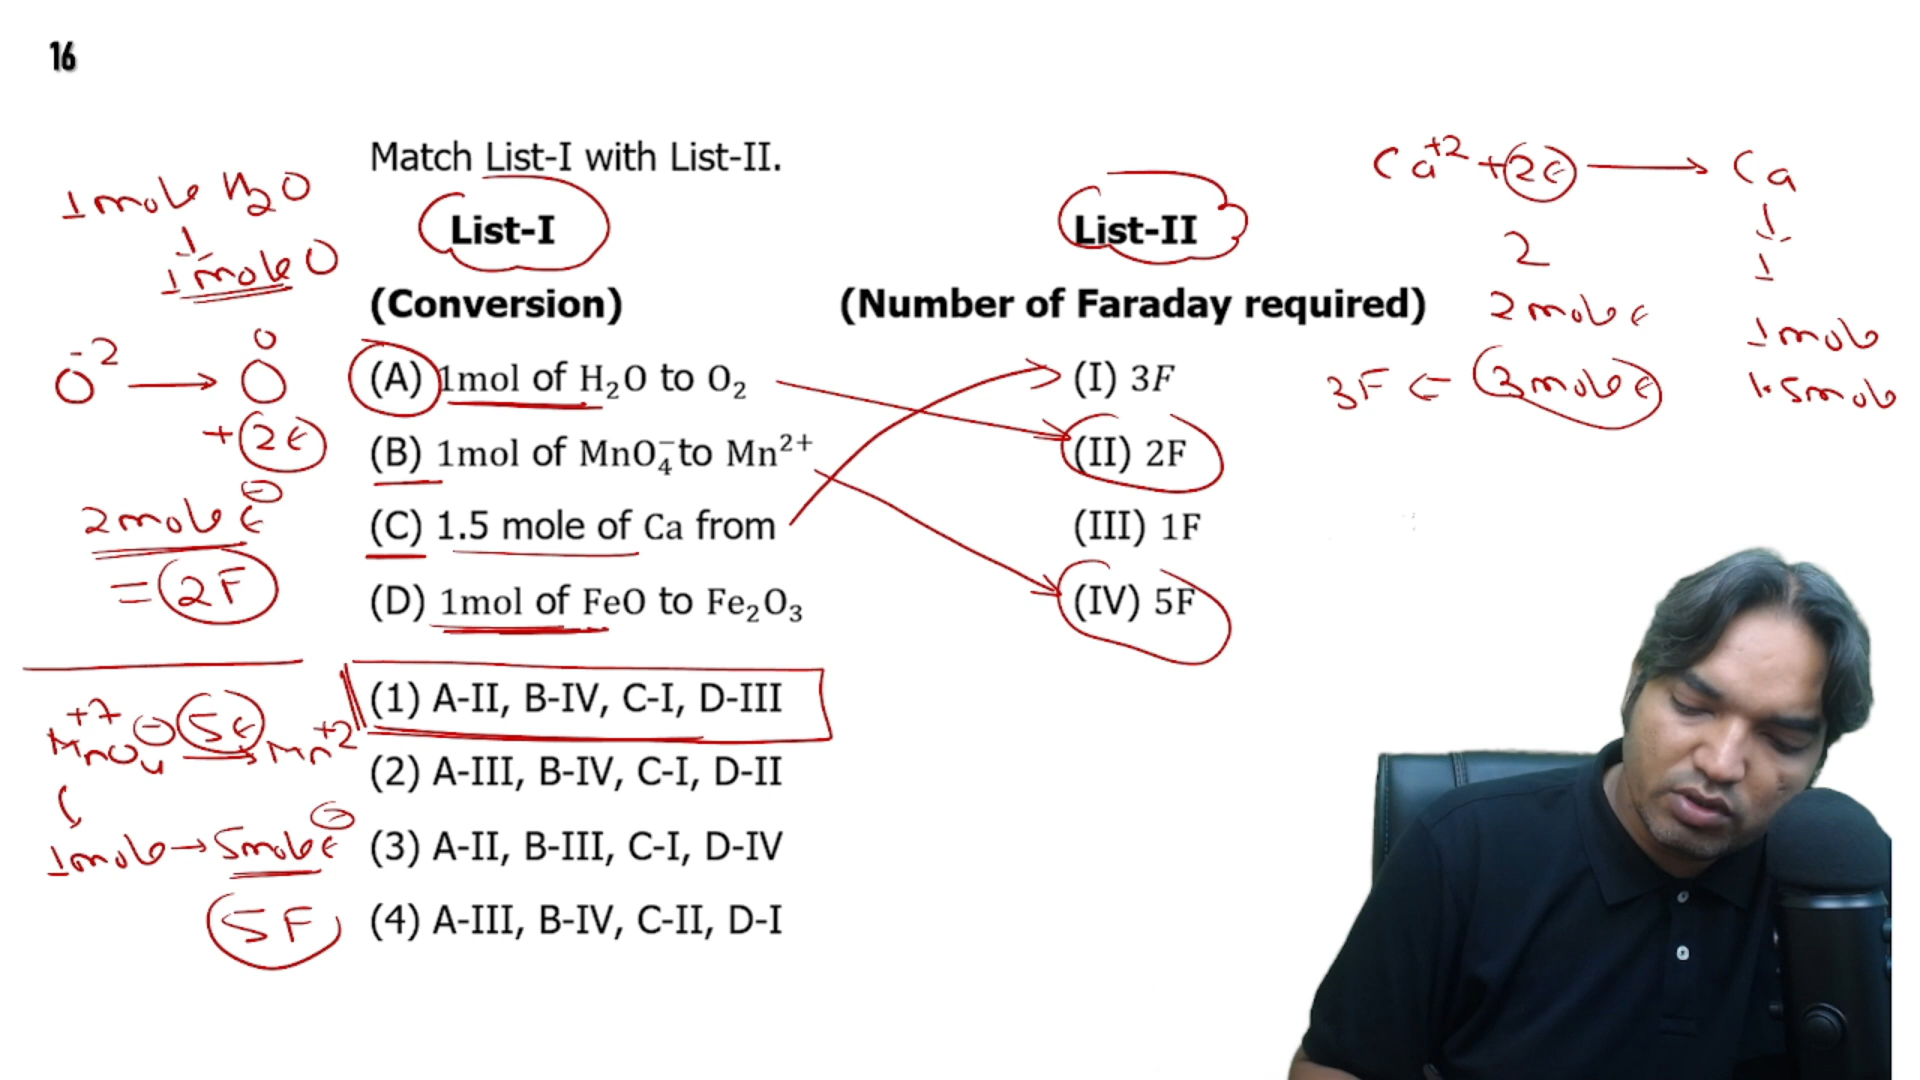 16
Match List-I with List-II.
List-I
List-II
(Conversion)
(Number of Faraday required)
(A) 1mol of H₂O to O₂
(I) 3F
(B) 1mol of MnO₄⁻ to Mn²⁺
(II) 2F
(C) 1.5 mole of Ca from
(III) 1F
(D) 1mol of FeO to Fe₂O₃
(IV) 5F
(1) A-II, B-IV, C-I, D-III
(2) A-III, B-IV, C-I, D-II
(3) A-II, B-III, C-I, D-IV
(4) A-III, B-IV, C-II, D-I
1 mole H₂O
1 mole O
O⁻² → O⁰
+ 2e
2 mole e⊖
= 2F
+7
MnO₄⊖ 5e → Mn⁺²
1 mole → 5 mole e⊖
5F
Ca⁺² + 2e → Ca
2 1
2 mole e 1 mole
3F ← 3 mole e 1.5 mole